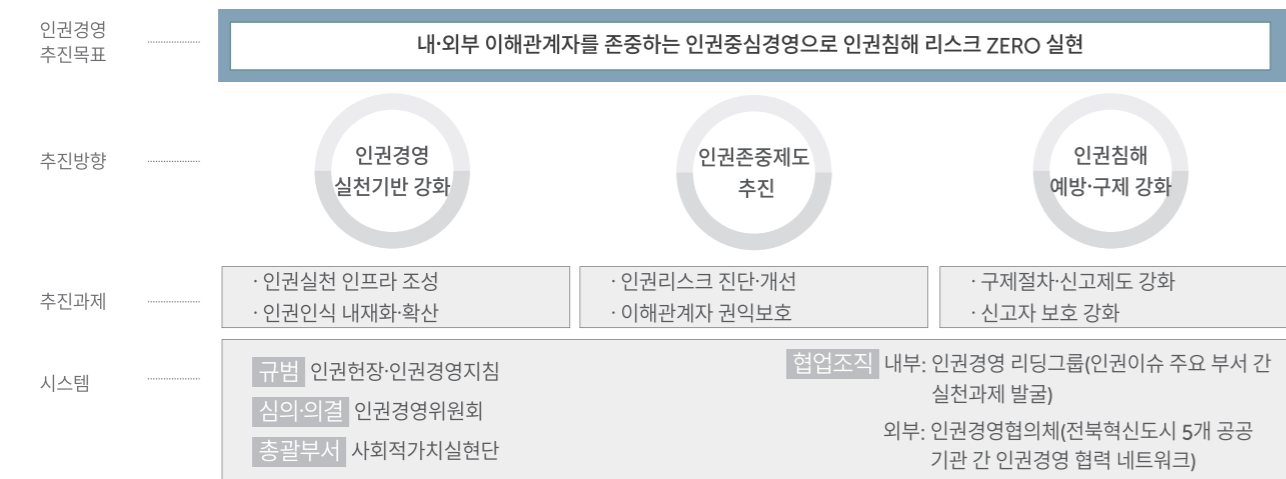 인권경영
추진목표
내·외부 이해관계자를 존중하는 인권중심경영으로 인권침해 리스크 ZERO 실현
추진방향
인권경영
실천기반 강화
인권존중제도
추진
인권침해
예방·구제 강화
추진과제
· 인권실천 인프라 조성
· 인권인식 내재화·확산
· 인권리스크 진단·개선
· 이해관계자 권익보호
· 구제절차·신고제도 강화
· 신고자 보호 강화
시스템
규범 인권헌장·인권경영지침
심의·의결 인권경영위원회
총괄부서 사회적가치실현단
협업조직 내부: 인권경영 리딩그룹(인권이슈 주요 부서 간
실천과제 발굴)
외부: 인권경영협의체(전북혁신도시 5개 공공
기관 간 인권경영 협력 네트워크)